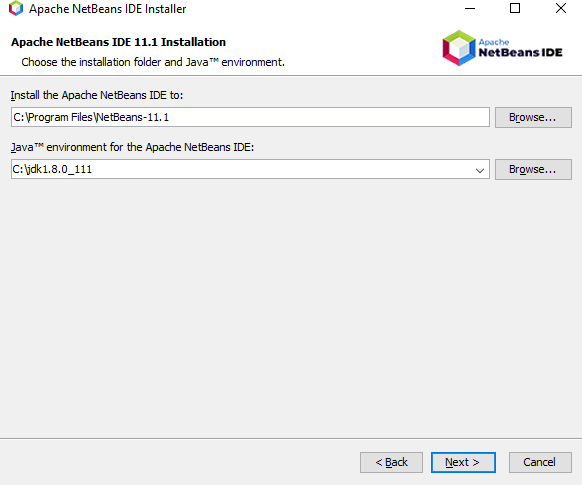 Apache NetBeans IDE Installer
Apache NetBeans IDE 11.1 Installation
Choose the installation folder and Java™ environment.
Apache
NetBeans IDE
Install the Apache NetBeans IDE to:
C:\Program Files\NetBeans-11.1
Browse...
Java™ environment for the Apache NetBeans IDE:
C:\jdk1.8.0_111
Browse...
< Back
Next >
Cancel